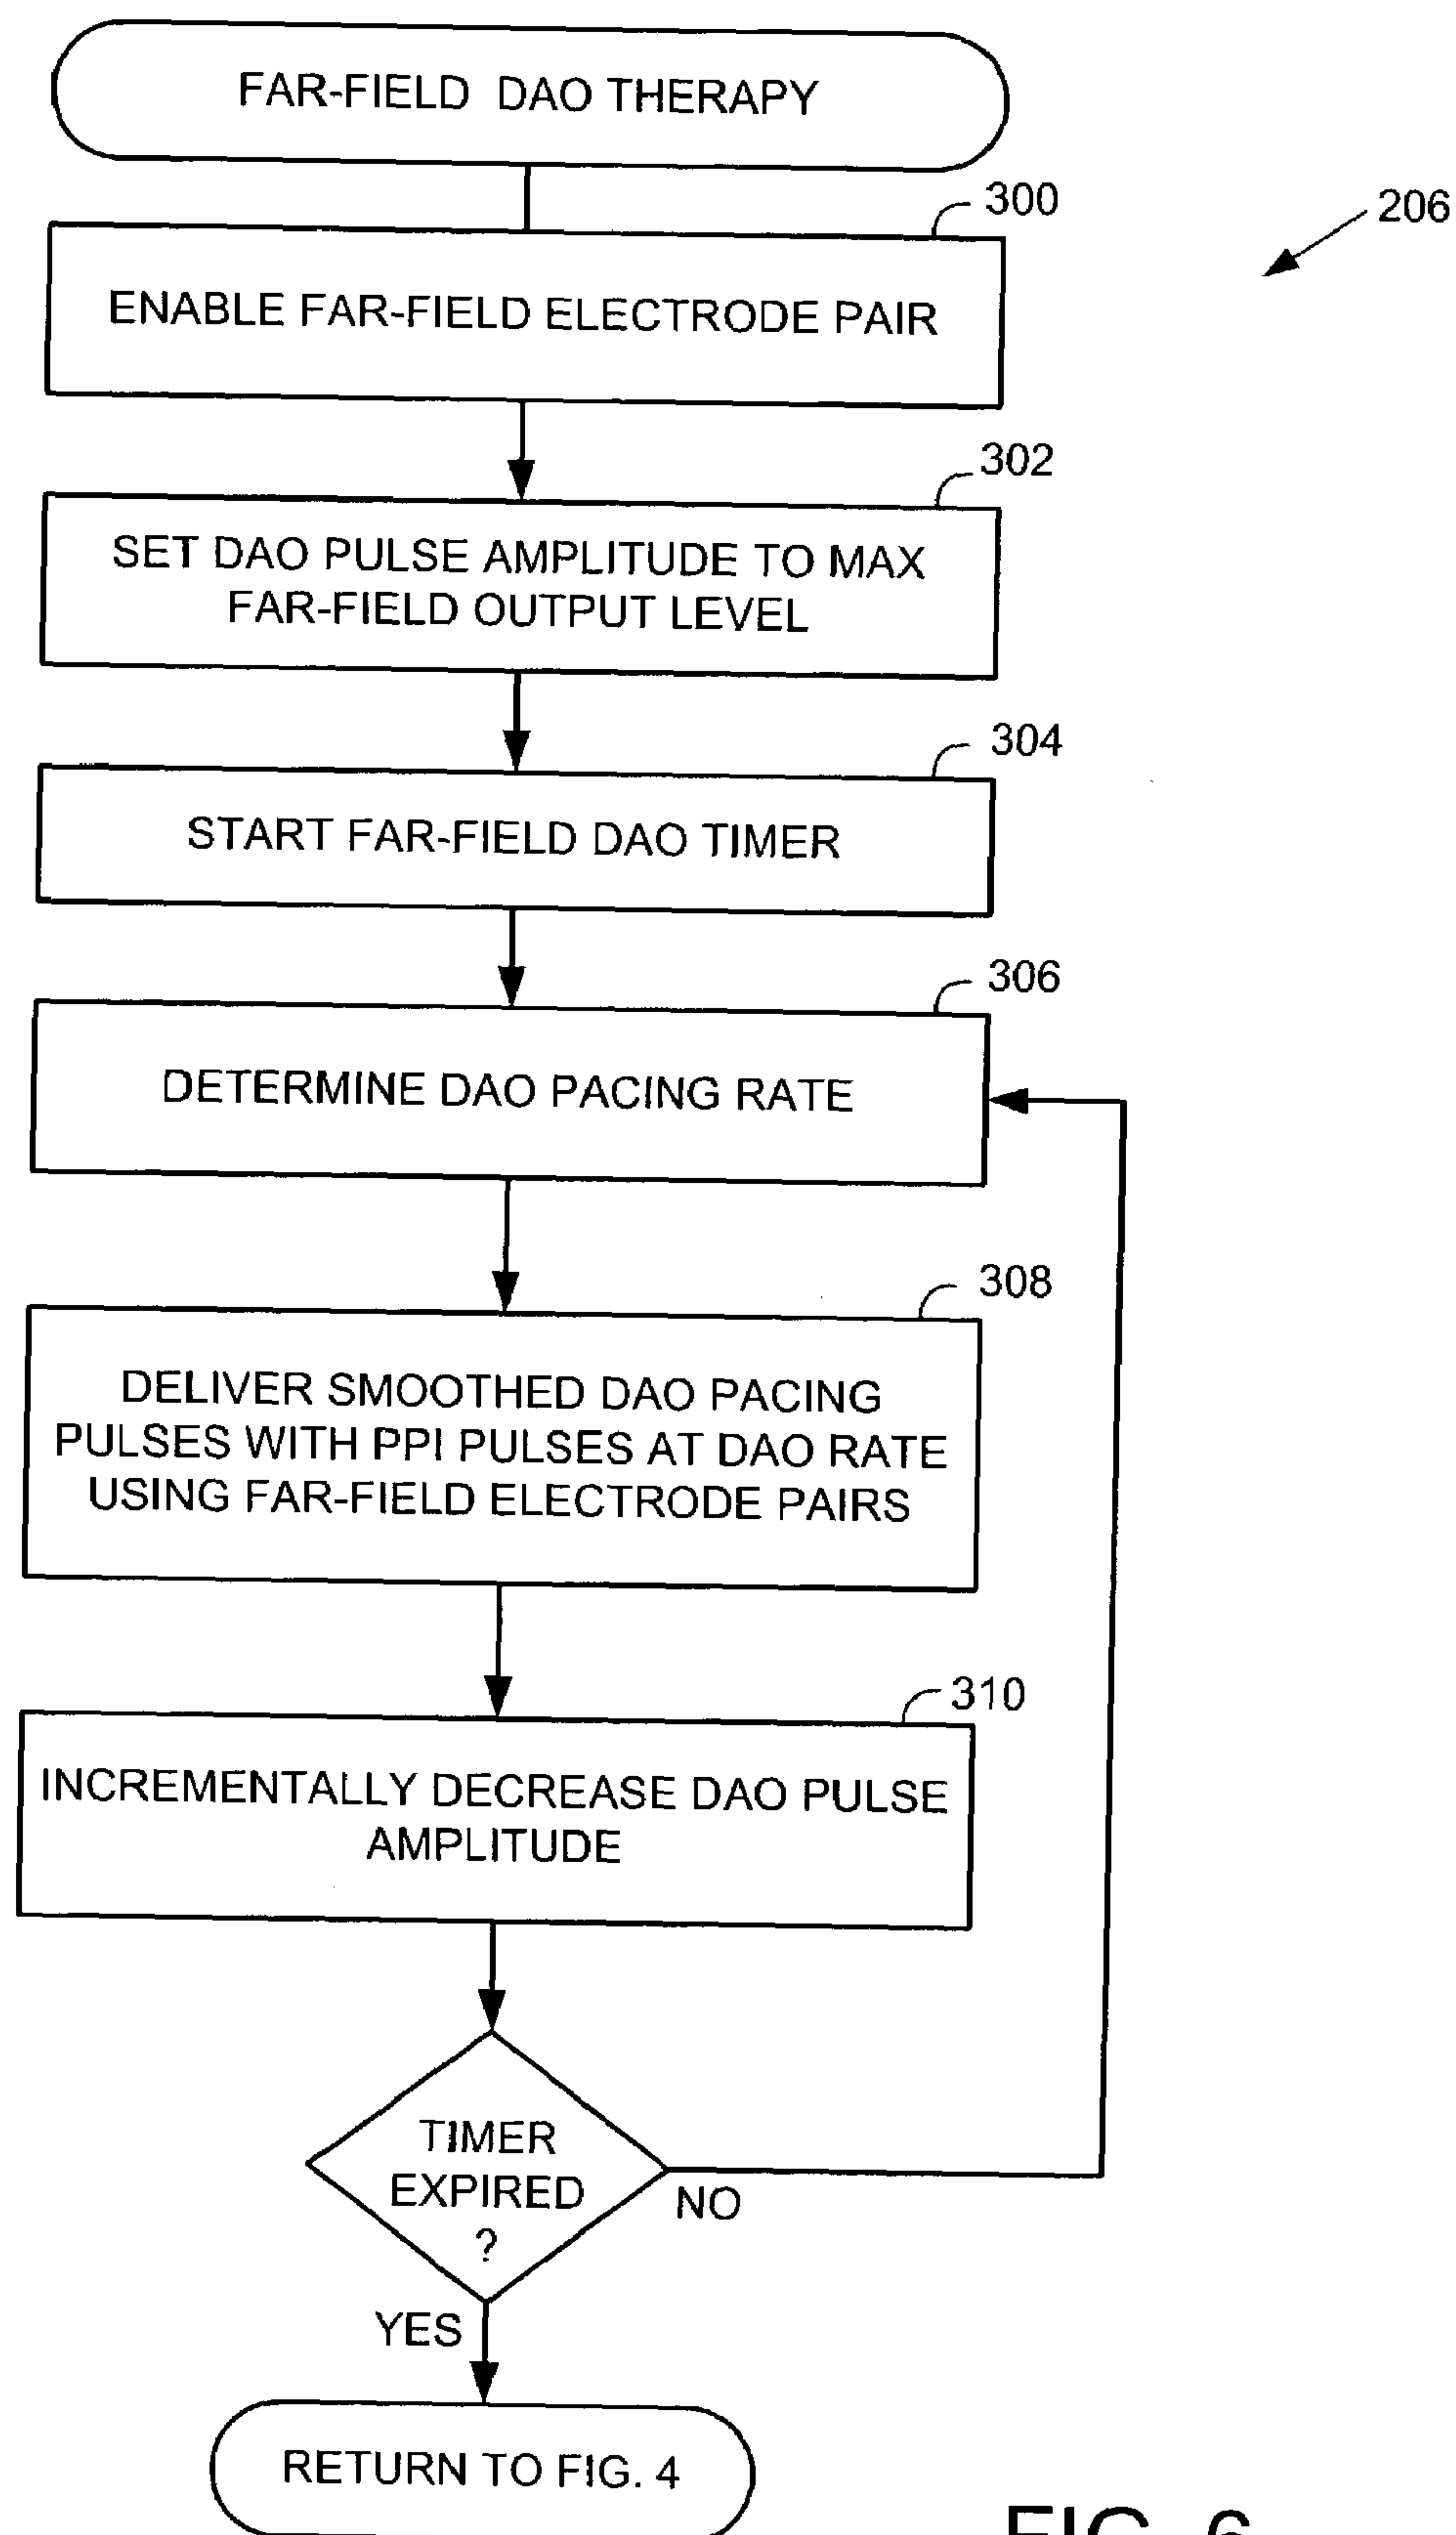 FAR-FIELD DAO THERAPY
300
206
ENABLE FAR-FIELD ELECTRODE PAIR
302
SET DAO PULSE AMPLITUDE TO MAX
FAR-FIELD OUTPUT LEVEL
304
START FAR-FIELD DAO TIMER
306
DETERMINE DAO PACING RATE
308
DELIVER SMOOTHED DAO PACING
PULSES WITH PPI PULSES AT DAO RATE
USING FAR-FIELD ELECTRODE PAIRS
310
INCREMENTALLY DECREASE DAO PULSE
AMPLITUDE
TIMER
EXPIRED
?
NO
YES
RETURN TO FIG. 4
FIG. 6